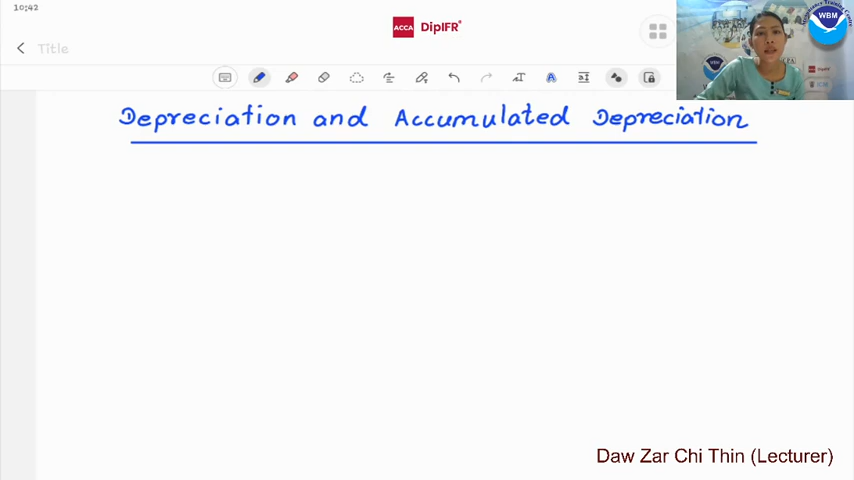 10:42
ACCA DipIFR
Title
WBM
Depreciation and Accumulated Depreciation
Daw Zar Chi Thin (Lecturer)